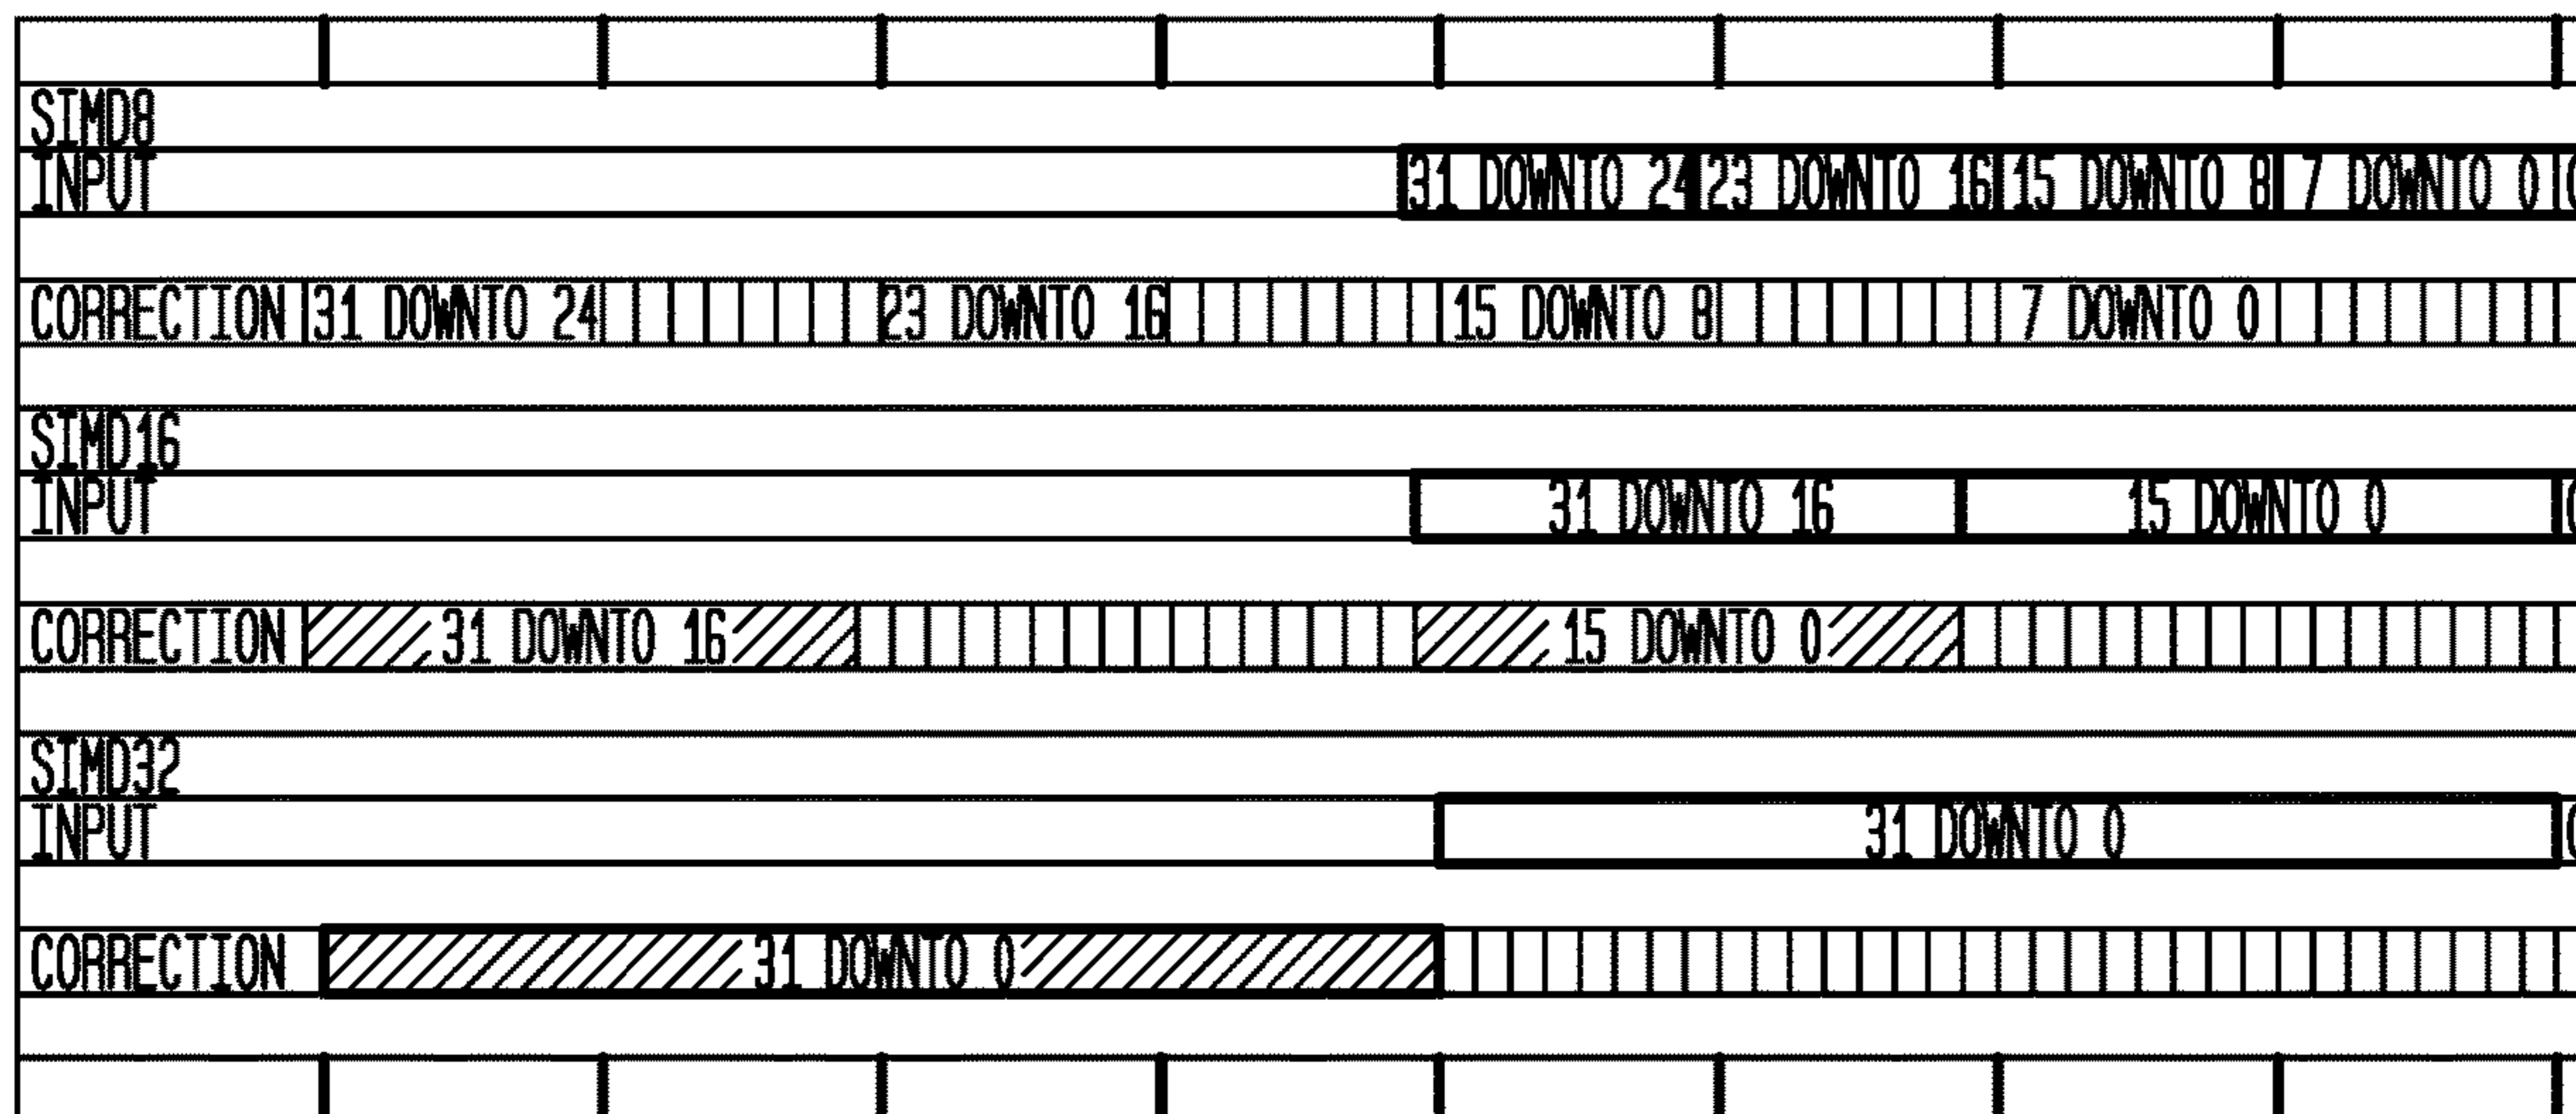 SIMD8
INPUT 31 DOWNTO 24 23 DOWNTO 16 15 DOWNTO 8 7 DOWNTO 0
CORRECTION 31 DOWNTO 24 23 DOWNTO 16 15 DOWNTO 8 7 DOWNTO 0
SIMD16
INPUT 31 DOWNTO 16 15 DOWNTO 0
CORRECTION 31 DOWNTO 16 15 DOWNTO 0
SIMD32
INPUT 31 DOWNTO 0
CORRECTION 31 DOWNTO 0